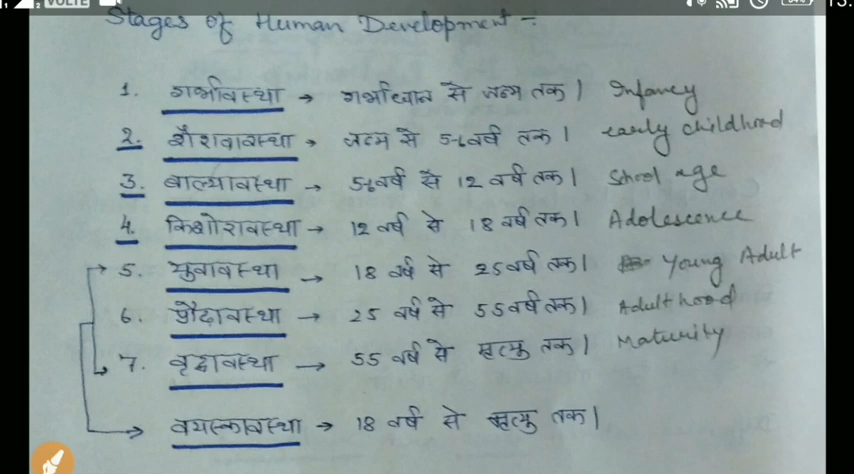 VoLTE
Stages of Human Development :-
1. गर्भावस्था → गर्भाधान से जन्म तक। Infancy
2. शैशवावस्था → जन्म से 5-6 वर्ष तक। early childhood
3. बाल्यावस्था → 5-6 वर्ष से 12 वर्ष तक। School age
4. किशोरावस्था → 12 वर्ष से 18 वर्ष तक। Adolescence
5. युवावस्था → 18 वर्ष से 25 वर्ष तक। Young Adult
6. प्रौढावस्था → 25 वर्ष से 55 वर्ष तक। Adulthood
7. वृद्धावस्था → 55 वर्ष से मृत्यु तक। Maturity
वयस्कावस्था → 18 वर्ष से मृत्यु तक।